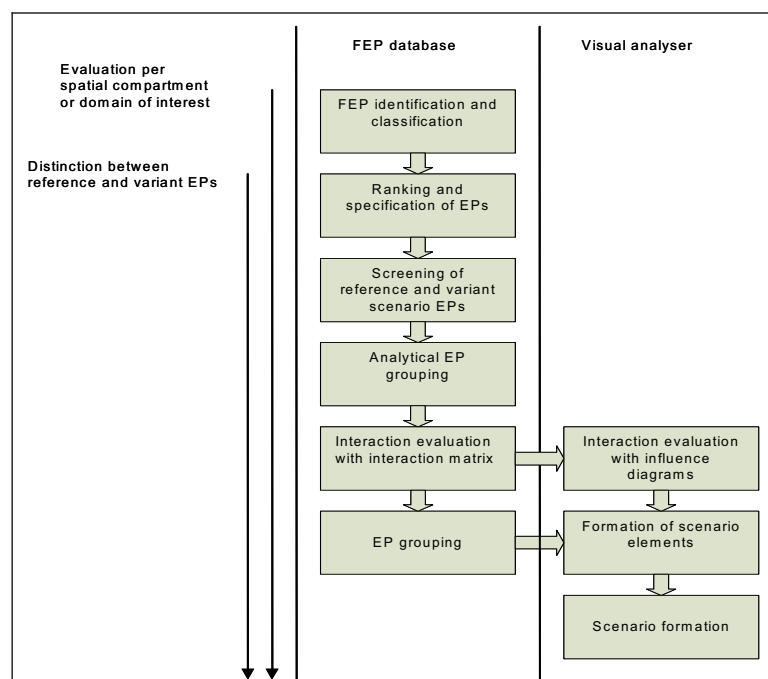 FEP database
Visual analyser
Evaluation per
spatial compartment
or domain of interest
Distinction between
reference and variant EPs
FEP identification and
classification
Ranking and
specification of EPs
Screening of
reference and variant
scenario EPs
Analytical EP
grouping
Interaction evaluation
with interaction matrix
Interaction evaluation
with influence
diagrams
EP grouping
Formation of scenario
elements
Scenario formation